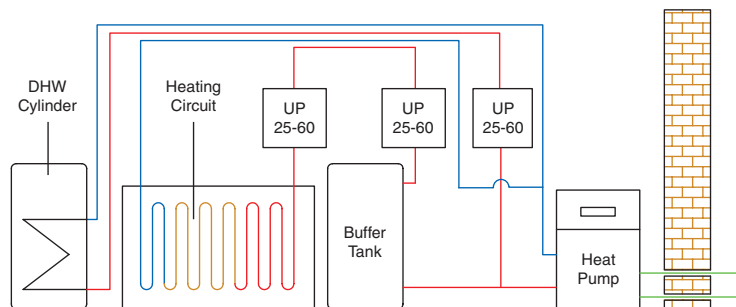 DHW
Cylinder
Heating
Circuit
UP
25-60
UP
25-60
UP
25-60
Buffer
Tank
Heat
Pump